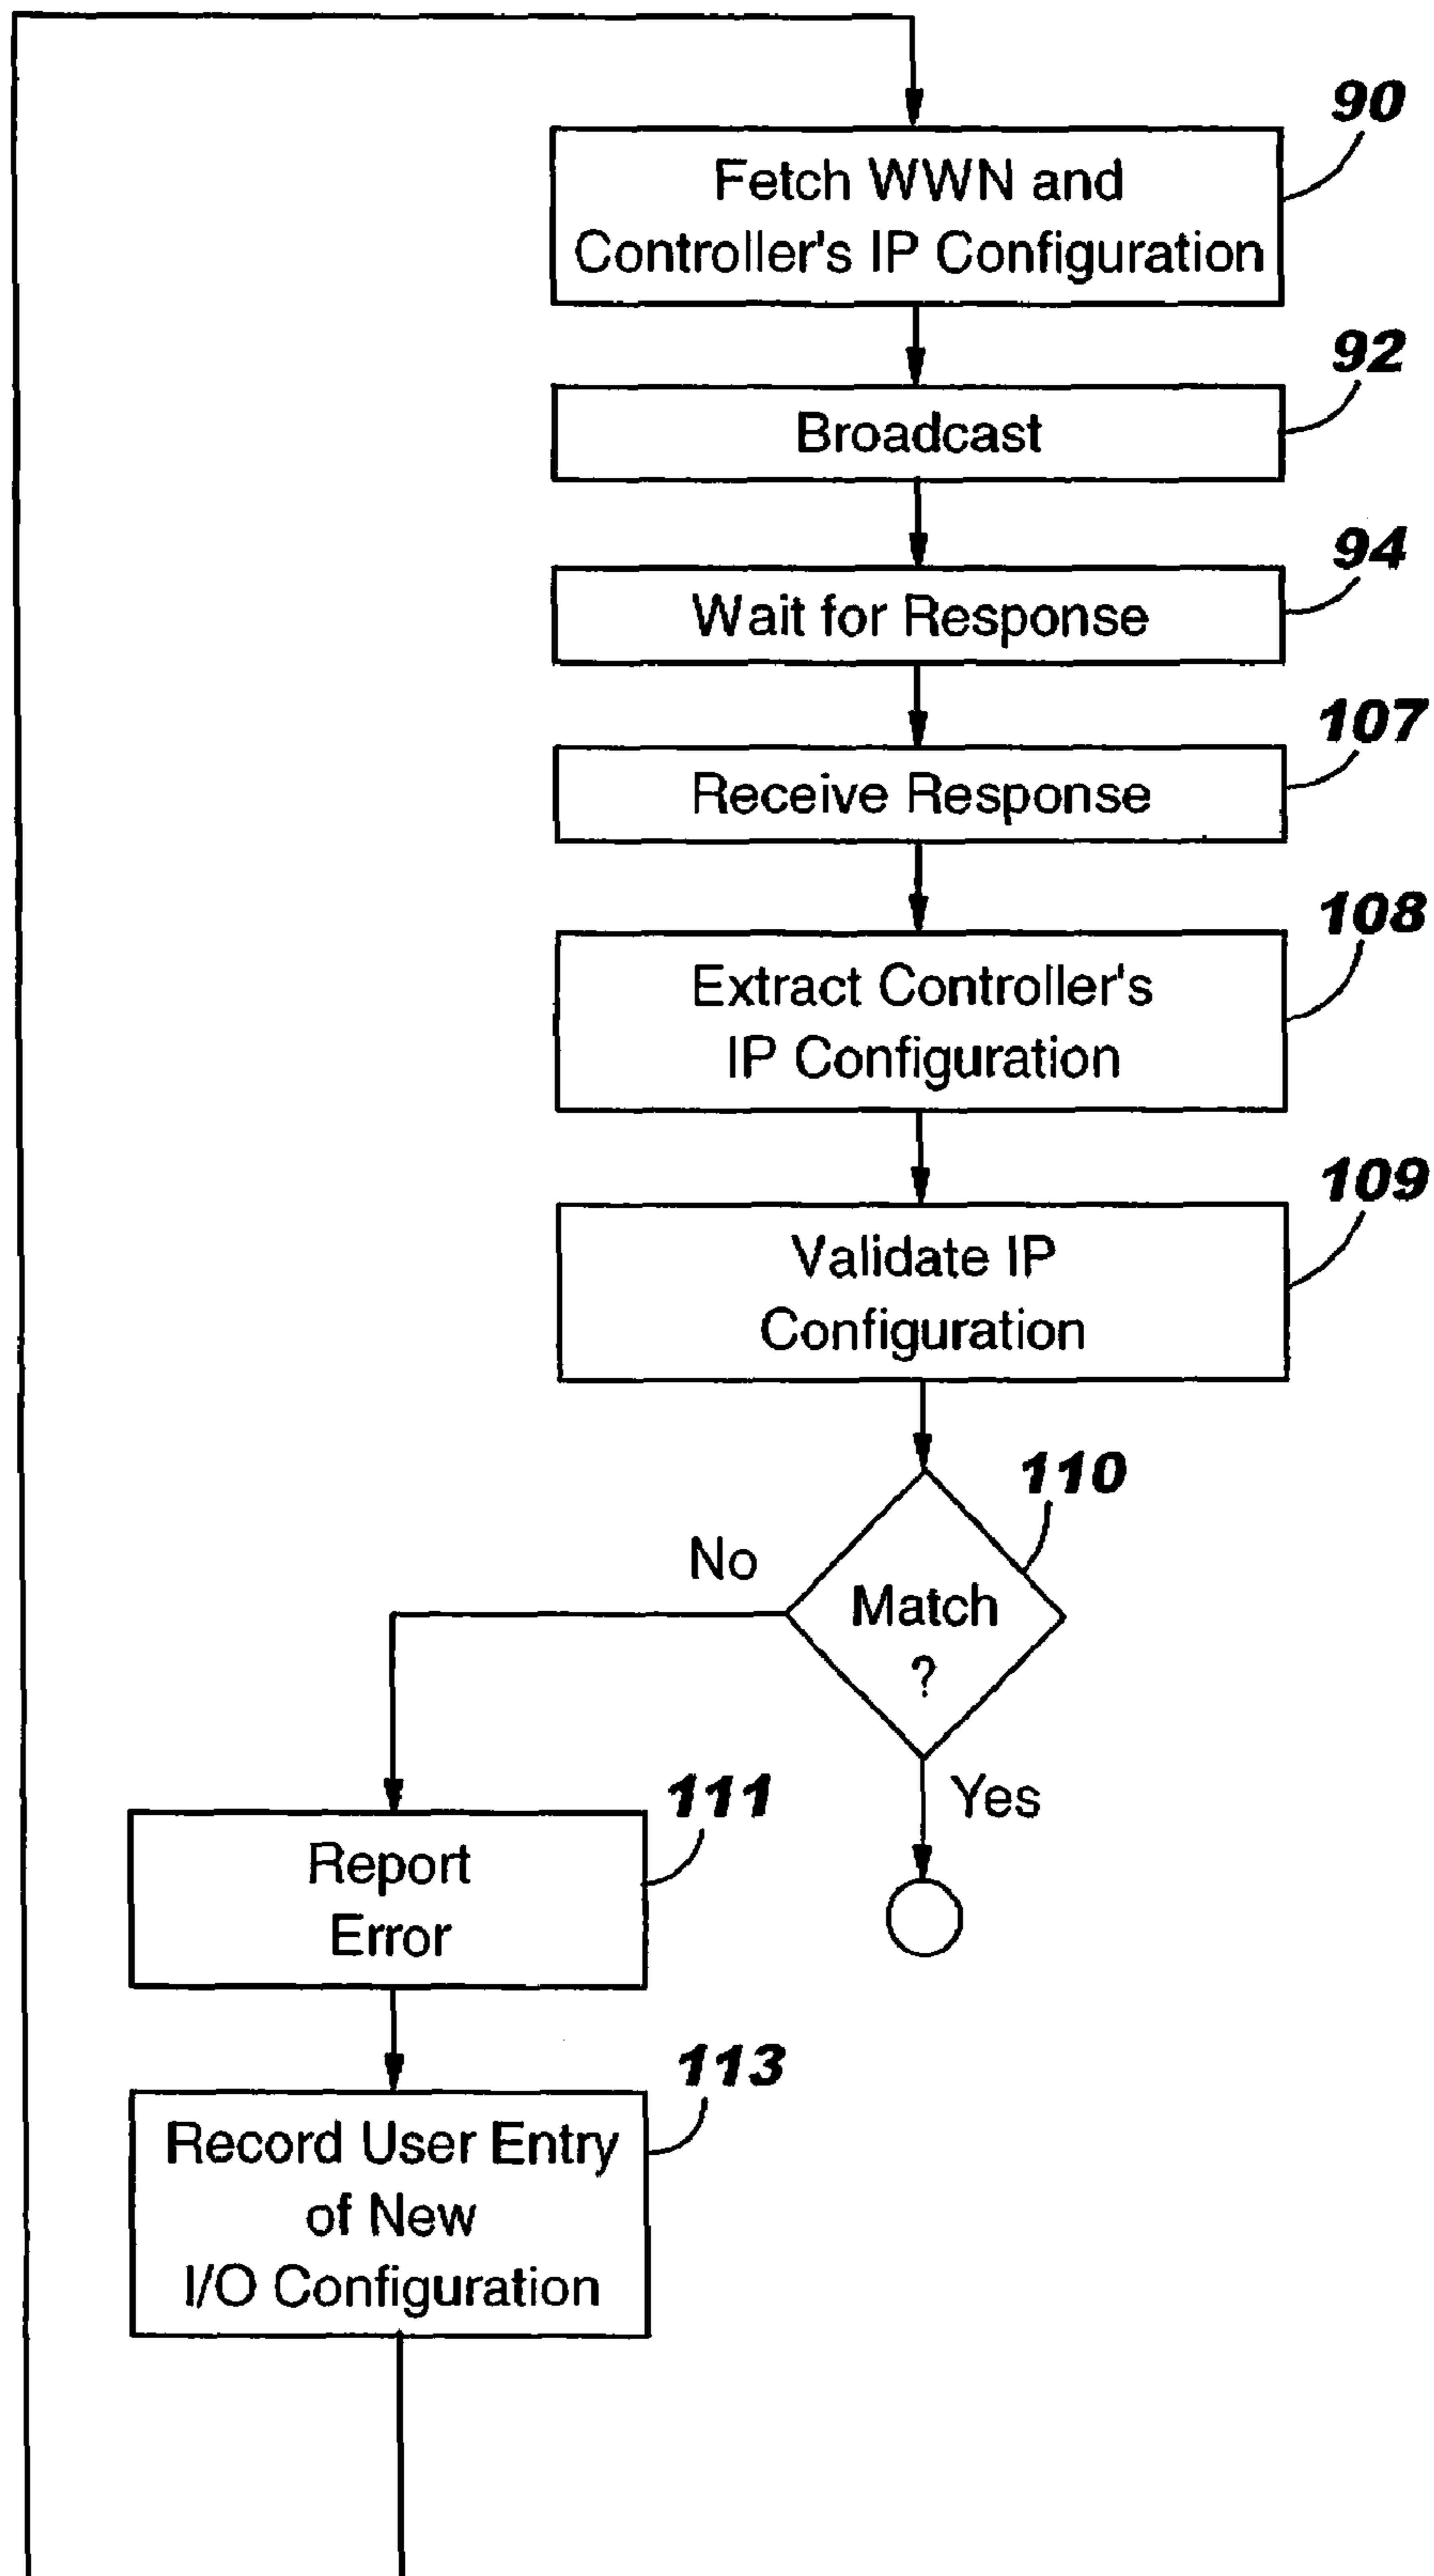 90
Fetch WWN and
Controller's IP Configuration
92
Broadcast
94
Wait for Response
107
Receive Response
108
Extract Controller's
IP Configuration
109
Validate IP
Configuration
110
No
Match
?
Yes
111
Report
Error
113
Record User Entry
of New
I/O Configuration